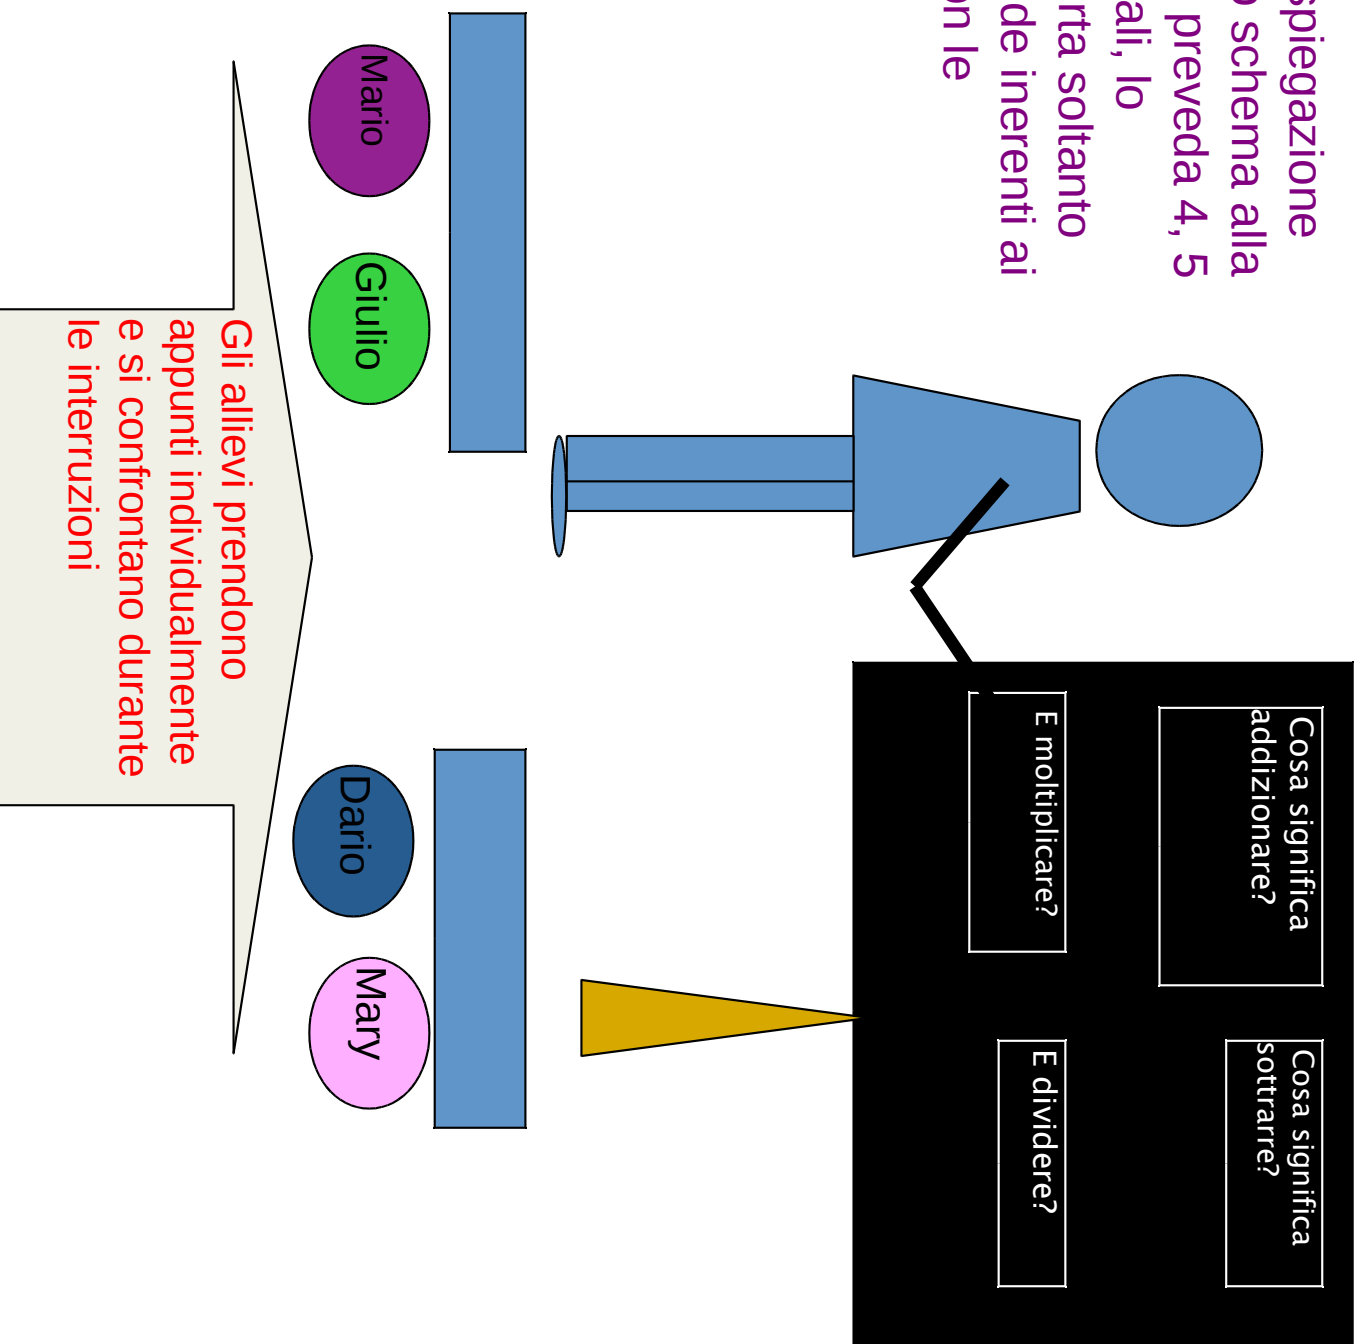 spiegazione
schema alla
preveda 4, 5
ali, lo
rta soltanto
de inerenti ai
on le
Cosa significa
addizionare?
Cosa significa
sottrarre?
E moltiplicare?
E dividere?
Mario
Giulio
Dario
Mary
Gli allievi prendono
appunti individualmente
e si confrontano durante
le interruzioni